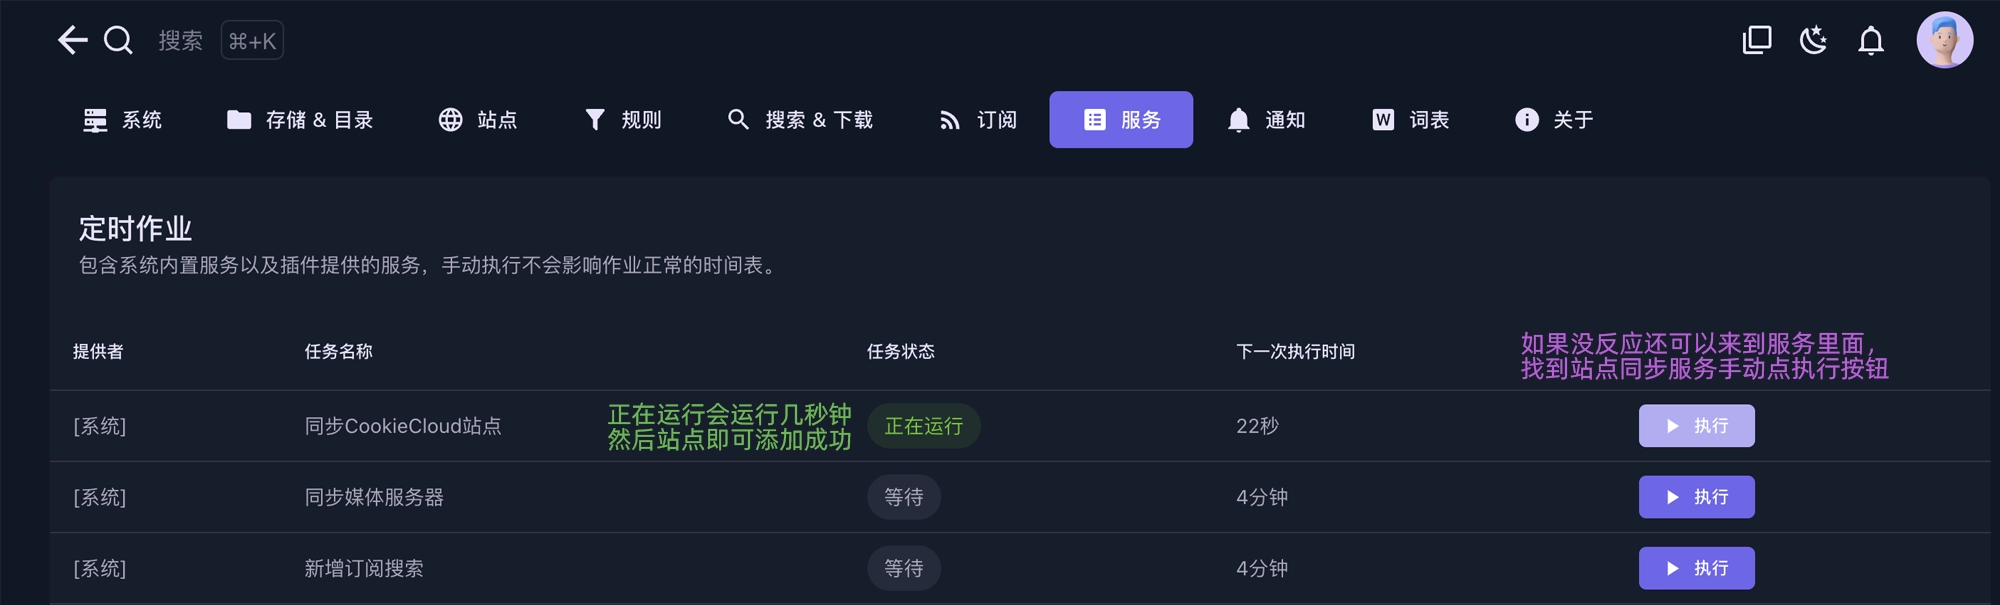 搜索 ⌘+K
系统 存储 & 目录 站点 规则 搜索 & 下载 订阅 服务 通知 W 词表 关于
定时作业
包含系统内置服务以及插件提供的服务，手动执行不会影响作业正常的时间表。
提供者 任务名称 任务状态 下一次执行时间
如果没反应还可以来到服务里面，
找到站点同步服务手动点执行按钮
[系统] 同步CookieCloud站点 正在运行 22秒 执行
正在运行会运行几秒钟
然后站点即可添加成功
[系统] 同步媒体服务器 等待 4分钟 执行
[系统] 新增订阅搜索 等待 4分钟 执行